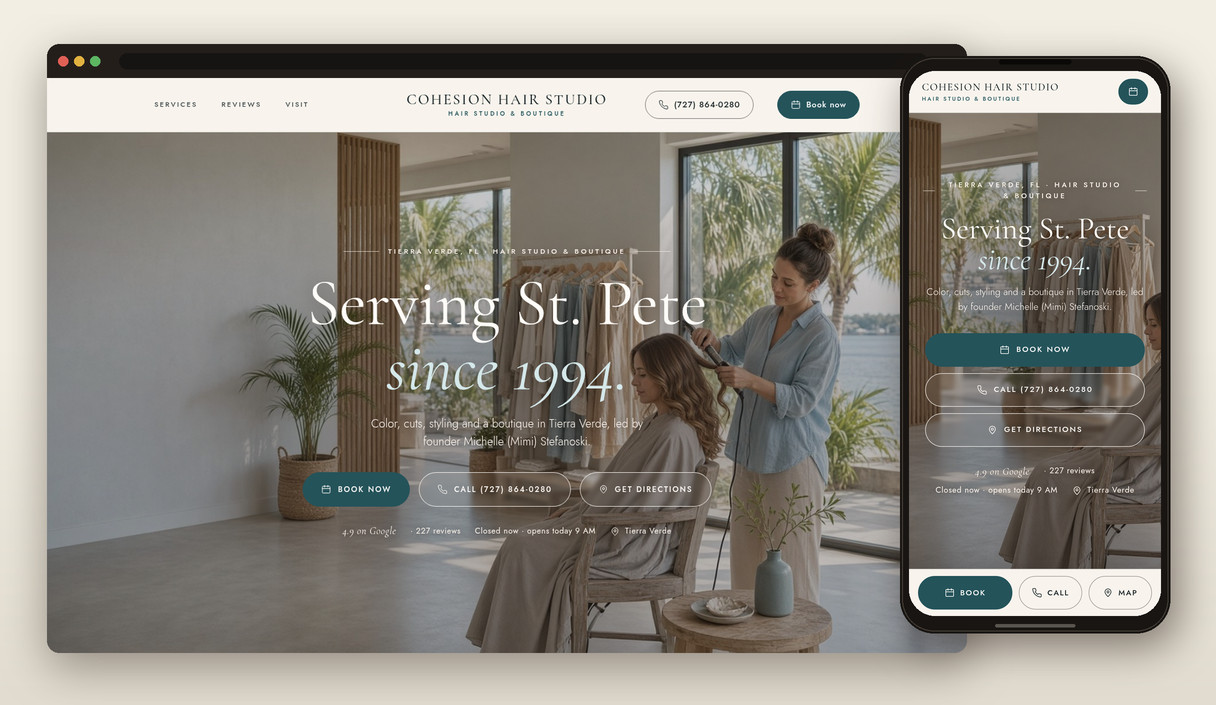 SERVICES REVIEWS VISIT
COHESION HAIR STUDIO
HAIR STUDIO & BOUTIQUE
(727) 864-0280
Book now
TIERRA VERDE, FL · HAIR STUDIO & BOUTIQUE
Serving St. Pete
since 1994.
Color, cuts, styling and a boutique in Tierra Verde, led by
founder Michelle (Mimi) Stefanoski.
BOOK NOW
CALL (727) 864-0280
GET DIRECTIONS
4.9 on Google · 227 reviews Closed now · opens today 9 AM Tierra Verde
COHESION HAIR STUDIO
HAIR STUDIO & BOUTIQUE
TIERRA VERDE, FL · HAIR STUDIO
& BOUTIQUE
Serving St. Pete
since 1994.
Color, cuts, styling and a boutique in Tierra Verde, led
by founder Michelle (Mimi) Stefanoski.
BOOK NOW
CALL (727) 864-0280
GET DIRECTIONS
4.9 on Google · 227 reviews
Closed now · opens today 9 AM Tierra Verde
BOOK
CALL
MAP